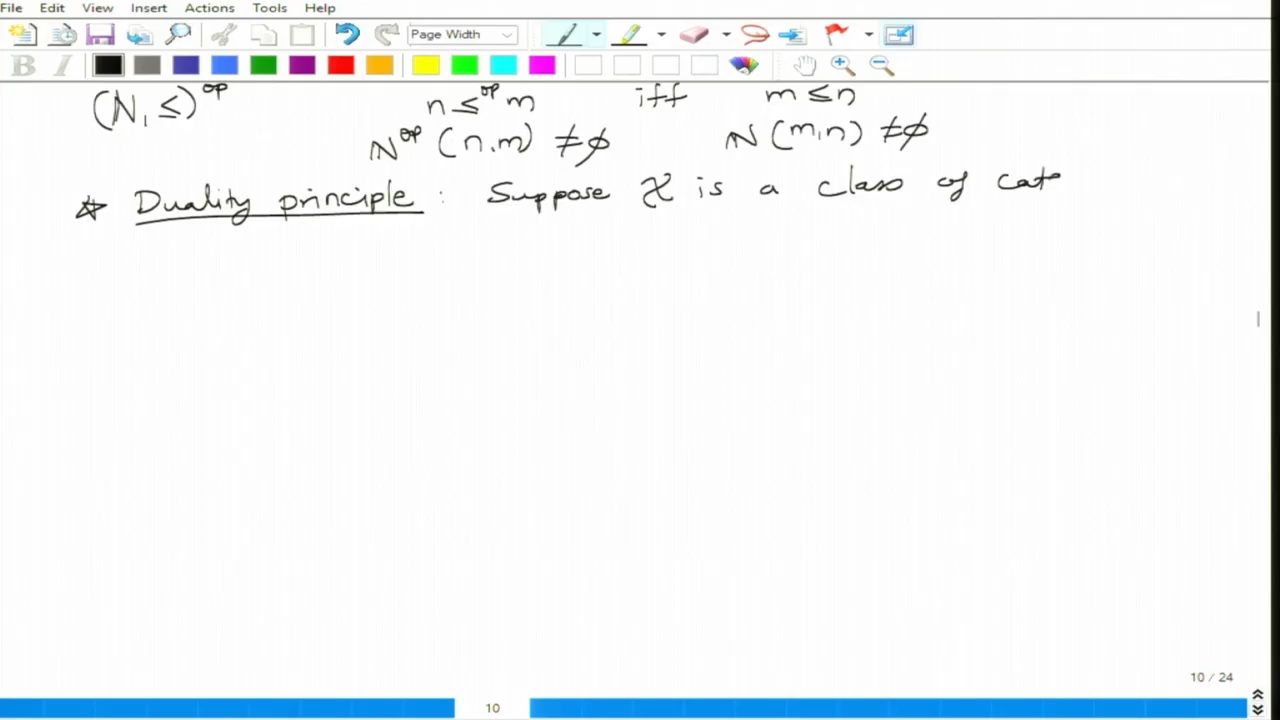 File Edit View Insert Actions Tools Help
Page Width
B I
(N, ≤)^op n ≤^op m iff m ≤ n
N^op (n,m) ≠ ϕ N (m,n) ≠ ϕ
☆ Duality principle : Suppose 𝒳 is a class of cat
10 / 24
10